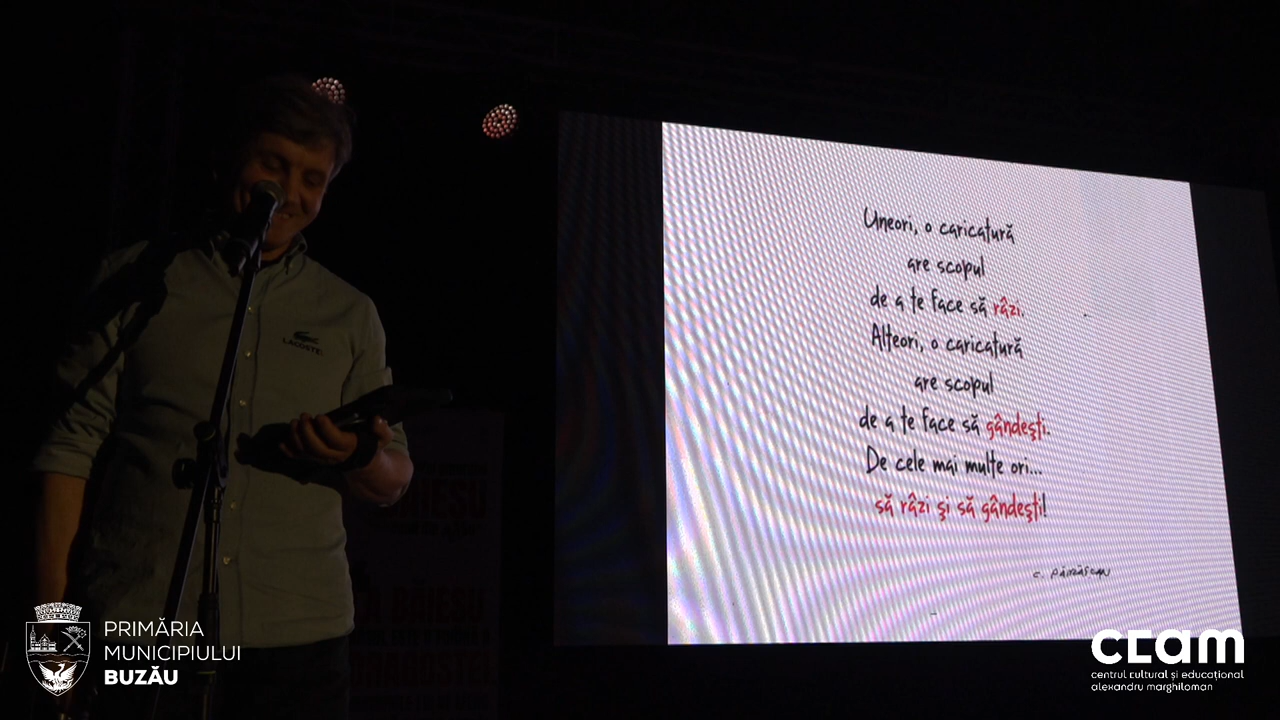 Uneori, o caricatură
are scopul
de a te face să râzi.
Alteori, o caricatură
are scopul
de a te face să gândești.
De cele mai multe ori...
să râzi și să gândești!
C. PĂTRĂȘCAN
LACOSTE
PRIMĂRIA
MUNICIPIULUI
BUZĂU
CLam
centrul cultural și educațional
alexandru marghiloman